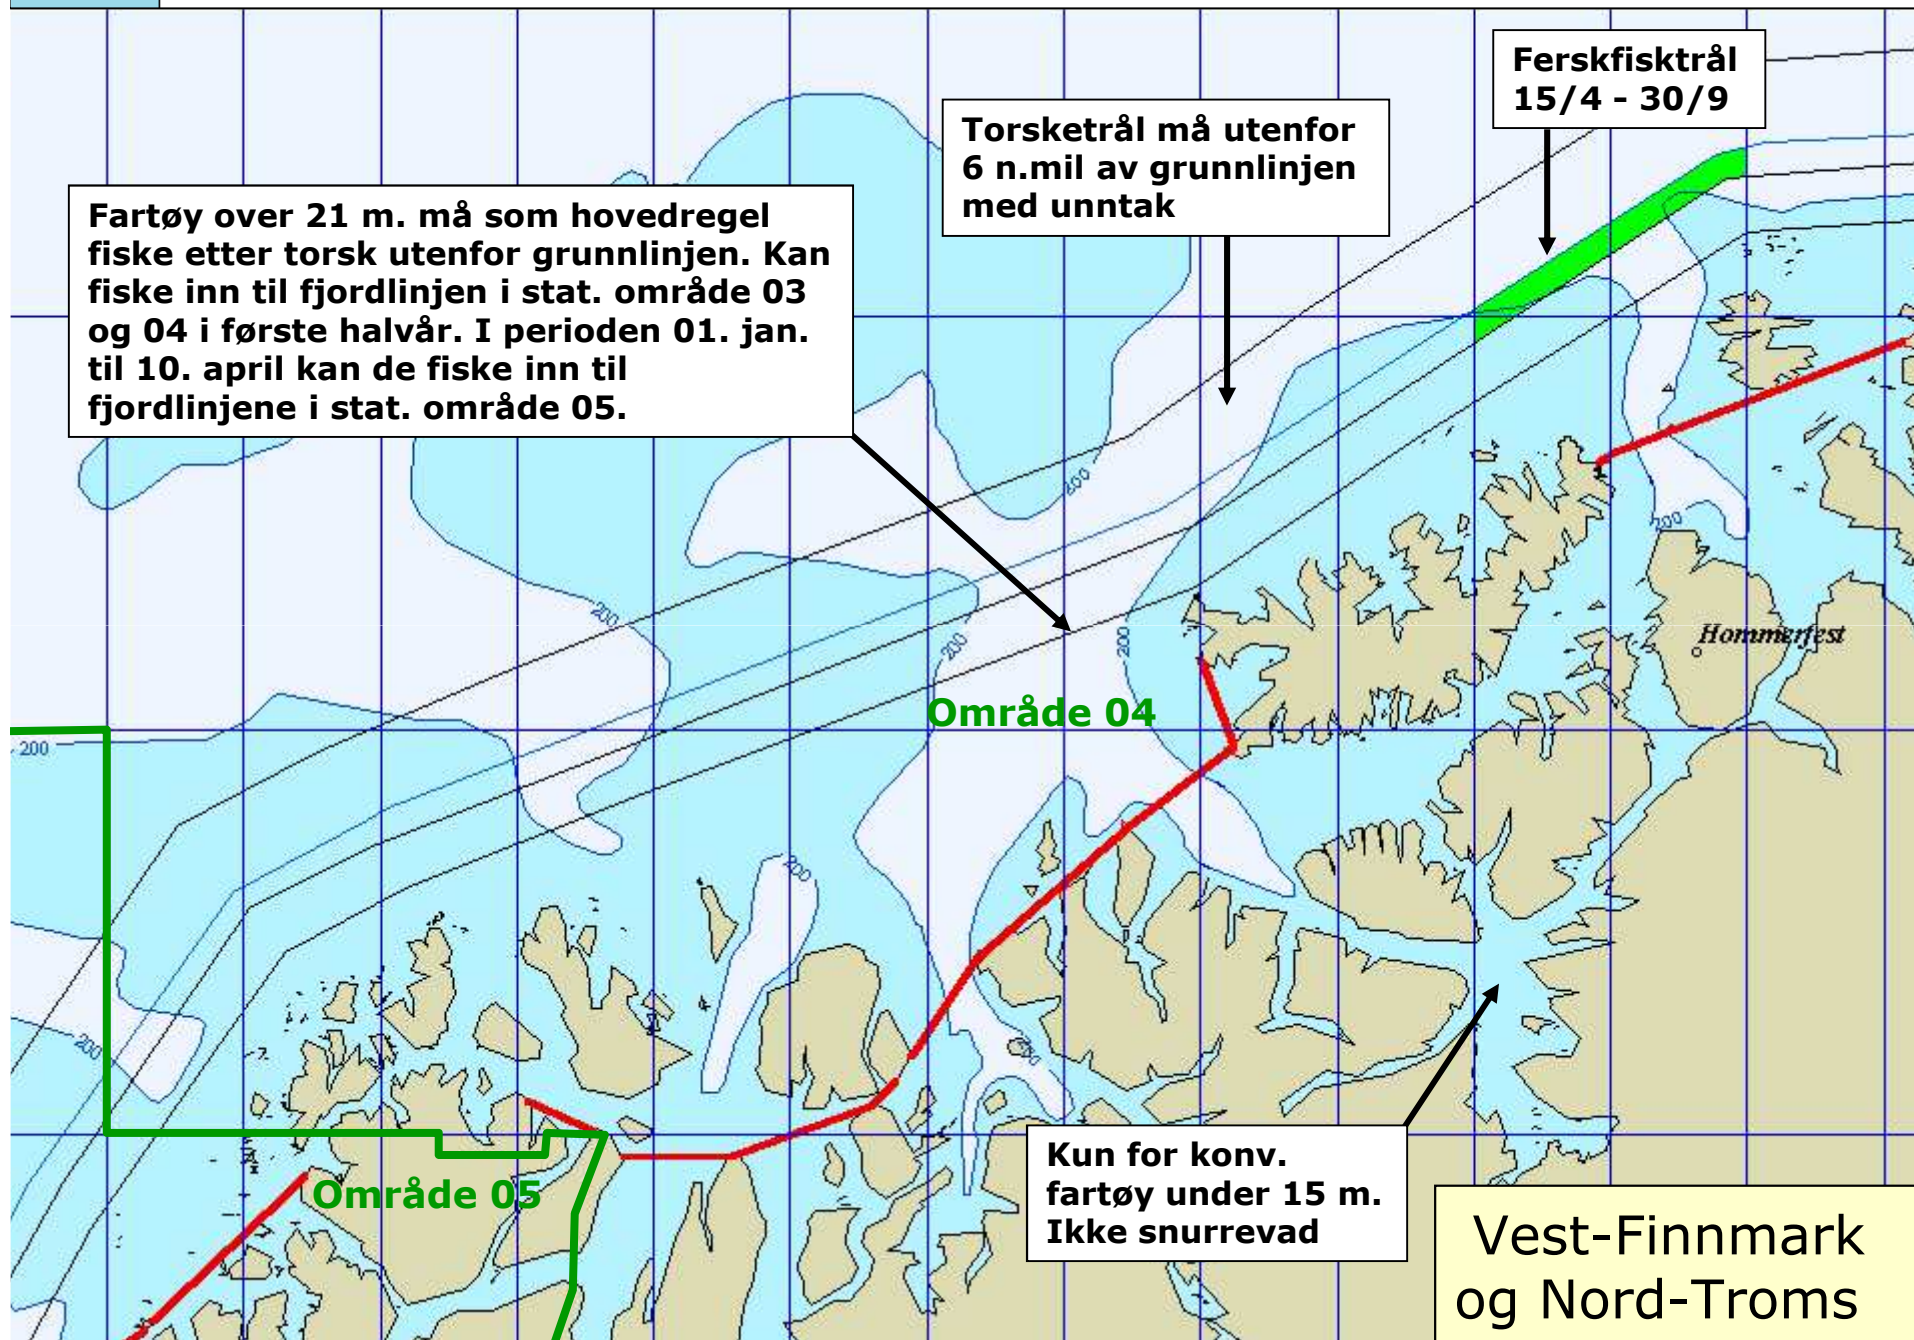 Ferskfisktrål
15/4 - 30/9
Torsketrål må utenfor
6 n.mil av grunnlinjen
med unntak
Fartøy over 21 m. må som hovedregel
fiske etter torsk utenfor grunnlinjen. Kan
fiske inn til fjordlinjen i stat. område 03
og 04 i første halvår. I perioden 01. jan.
til 10. april kan de fiske inn til
fjordlinjene i stat. område 05.
200
200
200
200
200
Hommerfest
Område 04
200
200
200
200
Kun for konv.
fartøy under 15 m.
Ikke snurrevad
Område 05
Vest-Finnmark
og Nord-Troms